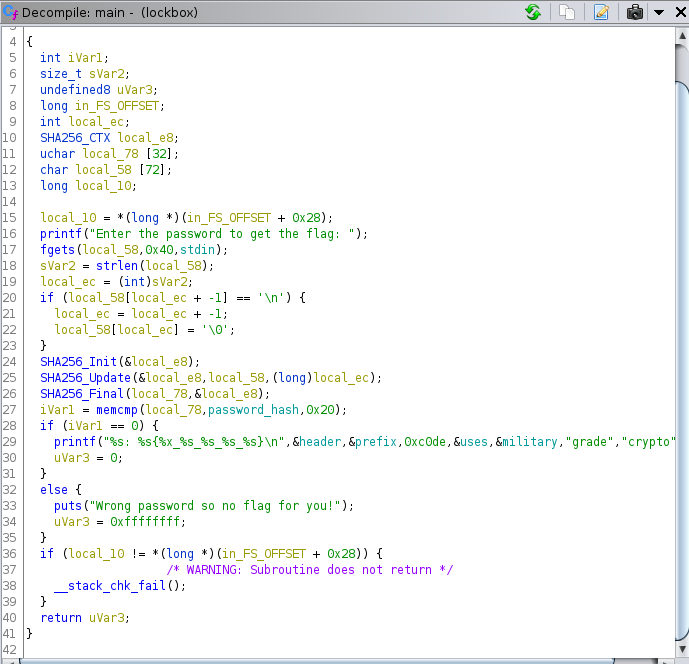 Decompile: main - (lockbox)
4 {
5 int iVar1;
6 size_t sVar2;
7 undefined8 uVar3;
8 long in_FS_OFFSET;
9 int local_ec;
10 SHA256_CTX local_e8;
11 uchar local_78 [32];
12 char local_58 [72];
13 long local_10;
14
15 local_10 = *(long *)(in_FS_OFFSET + 0x28);
16 printf("Enter the password to get the flag: ");
17 fgets(local_58,0x40,stdin);
18 sVar2 = strlen(local_58);
19 local_ec = (int)sVar2;
20 if (local_58[local_ec + -1] == '\n') {
21 local_ec = local_ec + -1;
22 local_58[local_ec] = '\0';
23 }
24 SHA256_Init(&local_e8);
25 SHA256_Update(&local_e8,local_58,(long)local_ec);
26 SHA256_Final(local_78,&local_e8);
27 iVar1 = memcmp(local_78,password_hash,0x20);
28 if (iVar1 == 0) {
29 printf("%s: %s{%x_%s_%s_%s_%s}\n",&header,&prefix,0xc0de,&uses,&military,"grade","crypto"
30 uVar3 = 0;
31 }
32 else {
33 puts("Wrong password so no flag for you!");
34 uVar3 = 0xffffffff;
35 }
36 if (local_10 != *(long *)(in_FS_OFFSET + 0x28)) {
37 /* WARNING: Subroutine does not return */
38 __stack_chk_fail();
39 }
40 return uVar3;
41 }
42